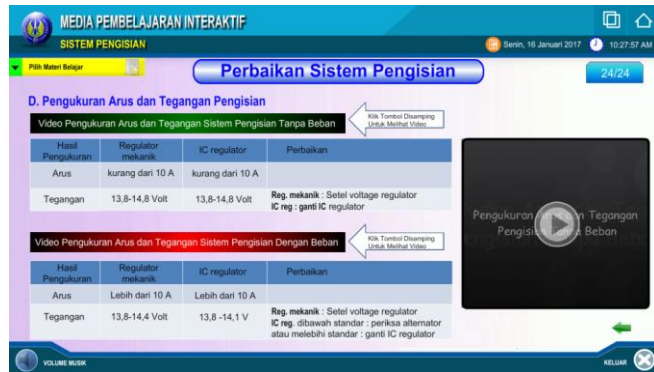 MEDIA PEMBELAJARAN INTERAKTIF
SISTEM PENGISIAN
Senin, 16 Januari 2017
10:27:57 AM
Pilih Materi Belajar
Perbaikan Sistem Pengisian
24/24
D. Pengukuran Arus dan Tegangan Pengisian
Video Pengukuran Arus dan Tegangan Sistem Pengisian Tanpa Beban
Klik Tombol Disamping
Untuk Melihat Video
Hasil Pengukuran Regulator mekanik IC regulator Perbaikan
Arus kurang dari 10 A kurang dari 10 A
Tegangan 13,8-14,8 Volt 13,8-14,8 Volt Reg. mekanik : Setel voltage regulator
IC reg : ganti IC regulator
Video Pengukuran Arus dan Tegangan Sistem Pengisian Dengan Beban
Klik Tombol Disamping
Untuk Melihat Video
Hasil Pengukuran Regulator mekanik IC regulator Perbaikan
Arus Lebih dari 10 A Lebih dari 10 A
Tegangan 13,8-14,4 Volt 13,8 -14,1 V Reg. mekanik : Setel voltage regulator
IC reg. dibawah standar : periksa alternator
atau melebihi standar : ganti IC regulator
Pengukuran Tegangan
Pengisian Beban
VOLUME MUSIK
KELUAR